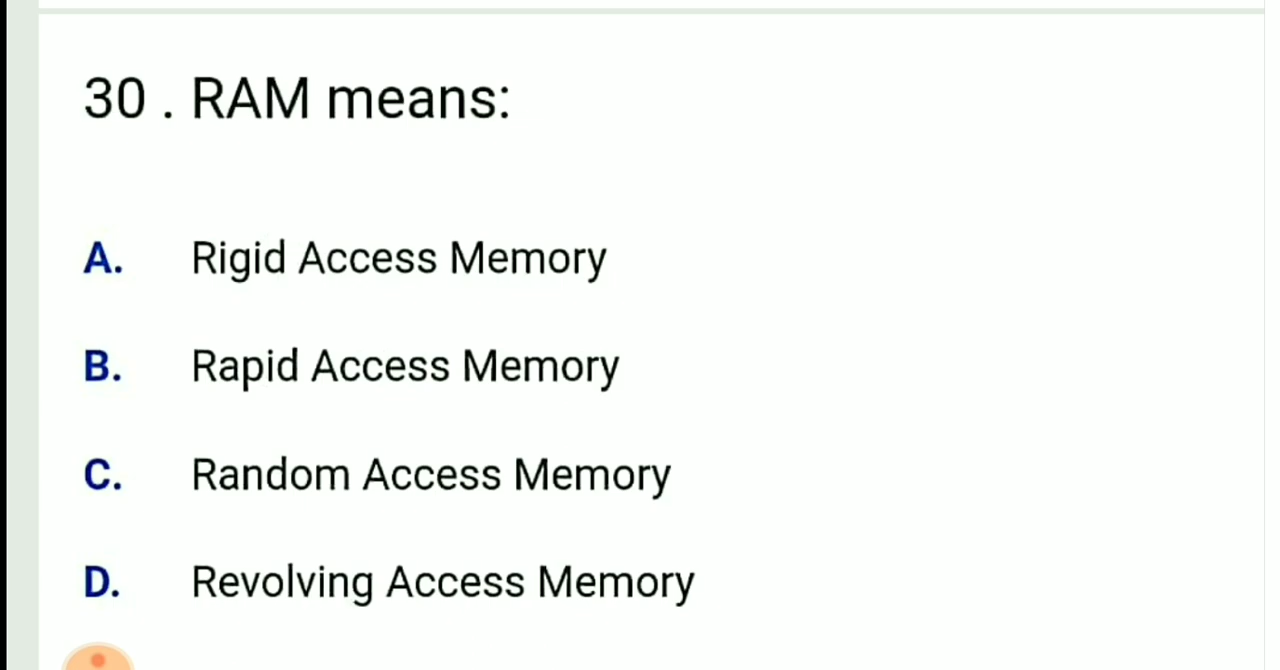 30 . RAM means:
A. Rigid Access Memory
B. Rapid Access Memory
C. Random Access Memory
D. Revolving Access Memory